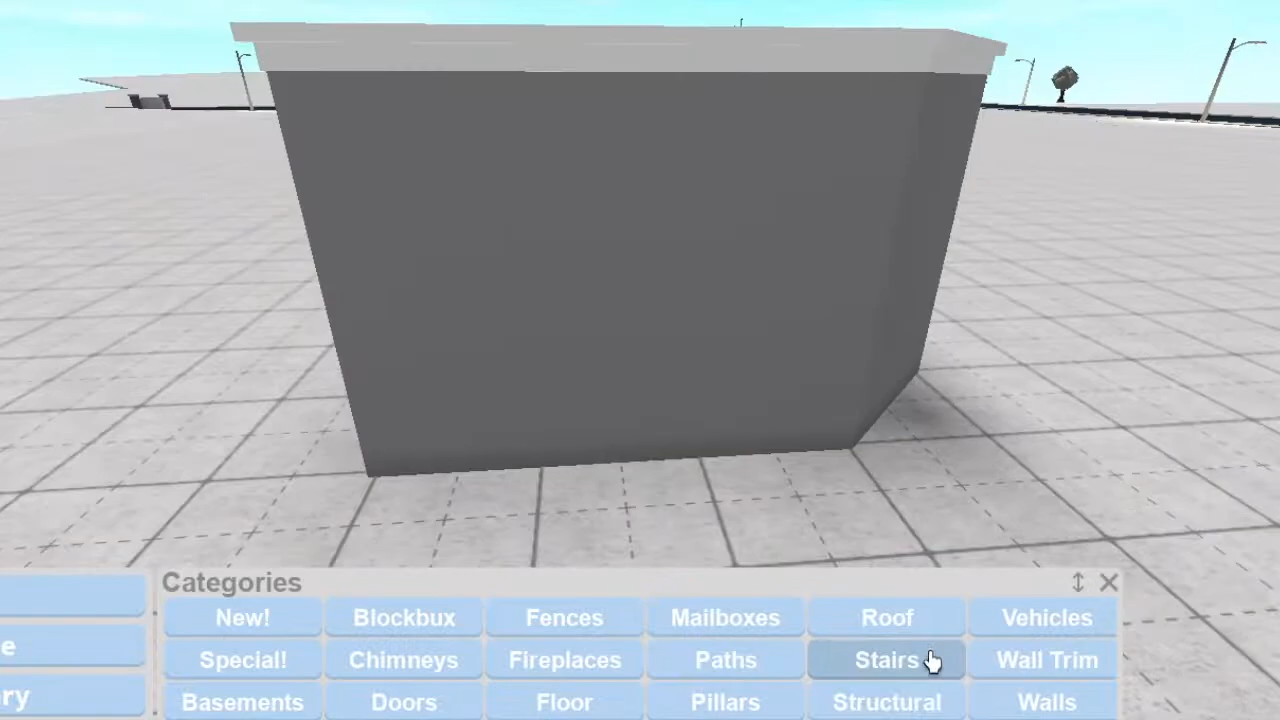 Categories
New! Blockbux Fences Mailboxes Roof Vehicles
e Special! Chimneys Fireplaces Paths Stairs Wall Trim
ry Basements Doors Floor Pillars Structural Walls